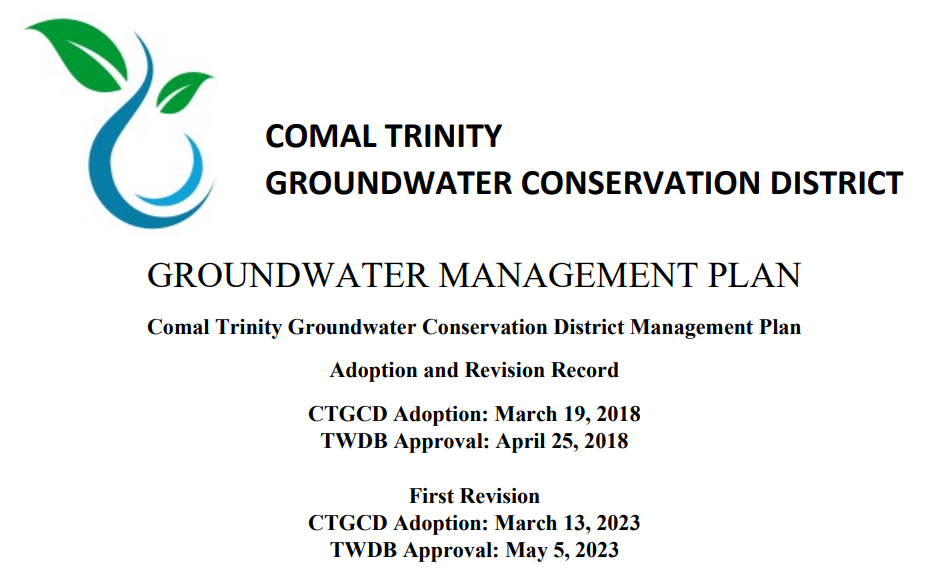 COMAL TRINITY
GROUNDWATER CONSERVATION DISTRICT
GROUNDWATER MANAGEMENT PLAN
Comal Trinity Groundwater Conservation District Management Plan
Adoption and Revision Record
CTGCD Adoption: March 19, 2018
TWDB Approval: April 25, 2018
First Revision
CTGCD Adoption: March 13, 2023
TWDB Approval: May 5, 2023